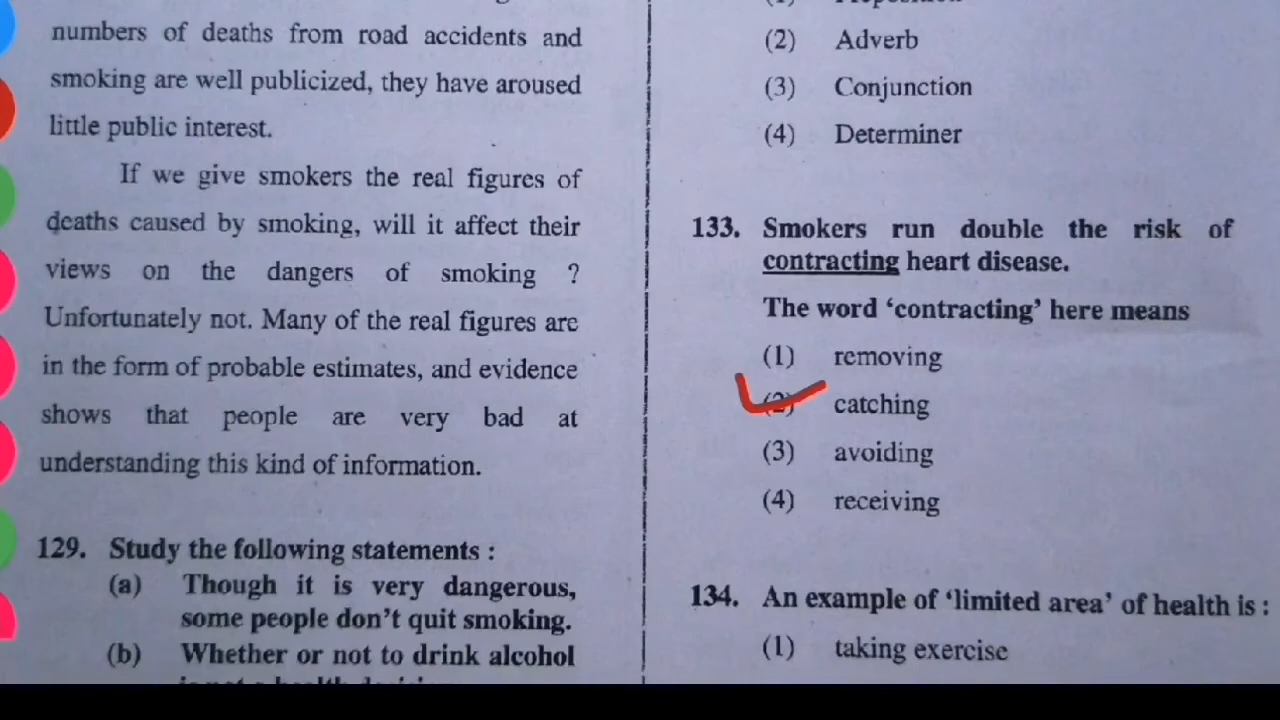 numbers of deaths from road accidents and
smoking are well publicized, they have aroused
little public interest.
If we give smokers the real figures of
deaths caused by smoking, will it affect their
views on the dangers of smoking ?
Unfortunately not. Many of the real figures are
in the form of probable estimates, and evidence
shows that people are very bad at
understanding this kind of information.
129. Study the following statements :
(a) Though it is very dangerous,
some people don't quit smoking.
(b) Whether or not to drink alcohol
(2) Adverb
(3) Conjunction
(4) Determiner
133. Smokers run double the risk of
contracting heart disease.
The word 'contracting' here means
(1) removing
(2) catching
(3) avoiding
(4) receiving
134. An example of 'limited area' of health is :
(1) taking exercise